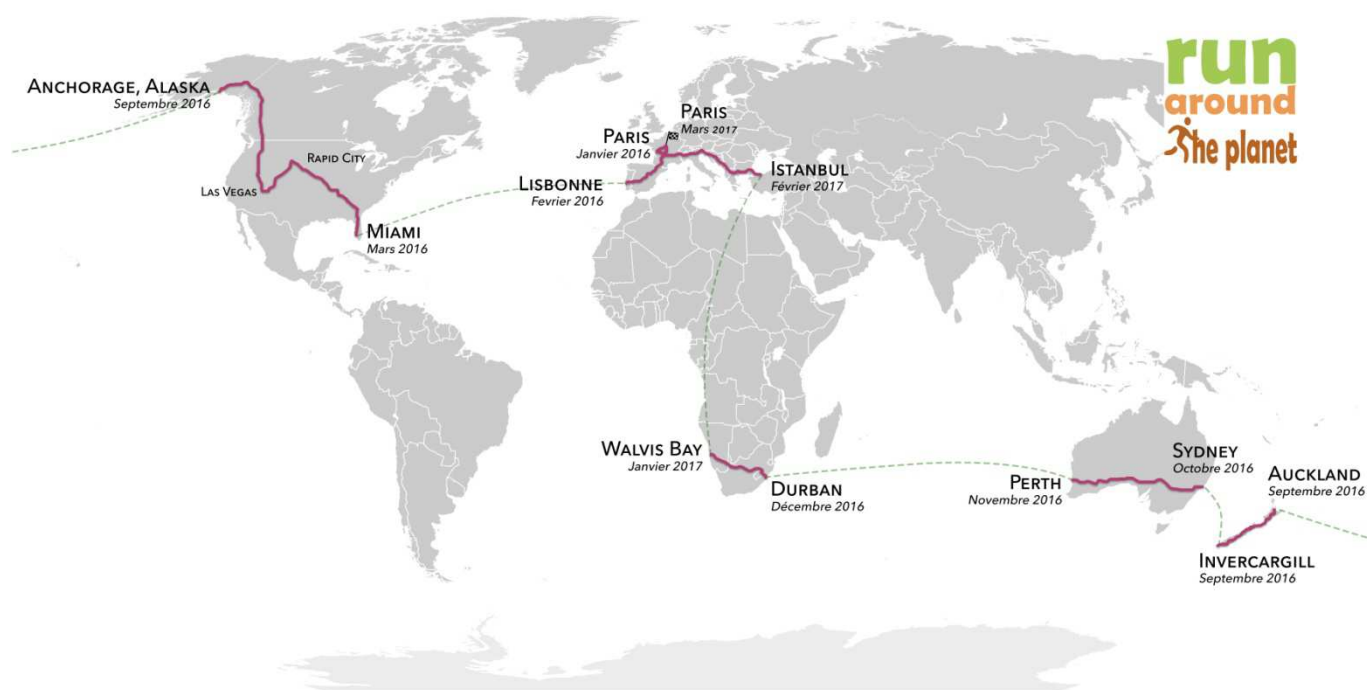 run
around
the planet
ANCHORAGE, ALASKA
Septembre 2016
PARIS
Mars 2017
PARIS
Janvier 2016
RAPID CITY
LAS VEGAS
LISBONNE
Fevrier 2016
ISTANBUL
Février 2017
MIAMI
Mars 2016
WALVIS BAY
Janvier 2017
DURBAN
Décembre 2016
PERTH
Novembre 2016
SYDNEY
Octobre 2016
AUCKLAND
Septembre 2016
INVERCARGILL
Septembre 2016